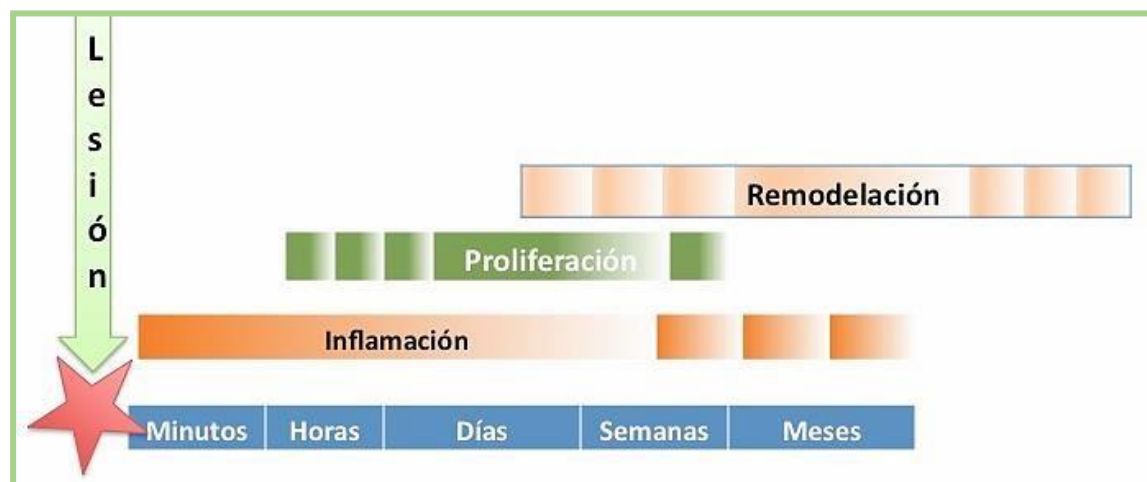 Lesión
Remodelación
Proliferación
Inflamación
Minutos Horas Días Semanas Meses